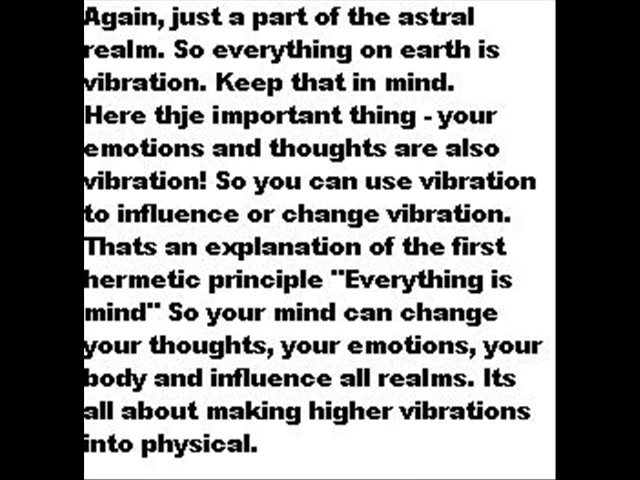 Again, just a part of the astral
realm. So everything on earth is
vibration. Keep that in mind.
Here thje important thing - your
emotions and thoughts are also
vibration! So you can use vibration
to influence or change vibration.
Thats an explanation of the first
hermetic principle "Everything is
mind" So your mind can change
your thoughts, your emotions, your
body and influence all realms. Its
all about making higher vibrations
into physical.